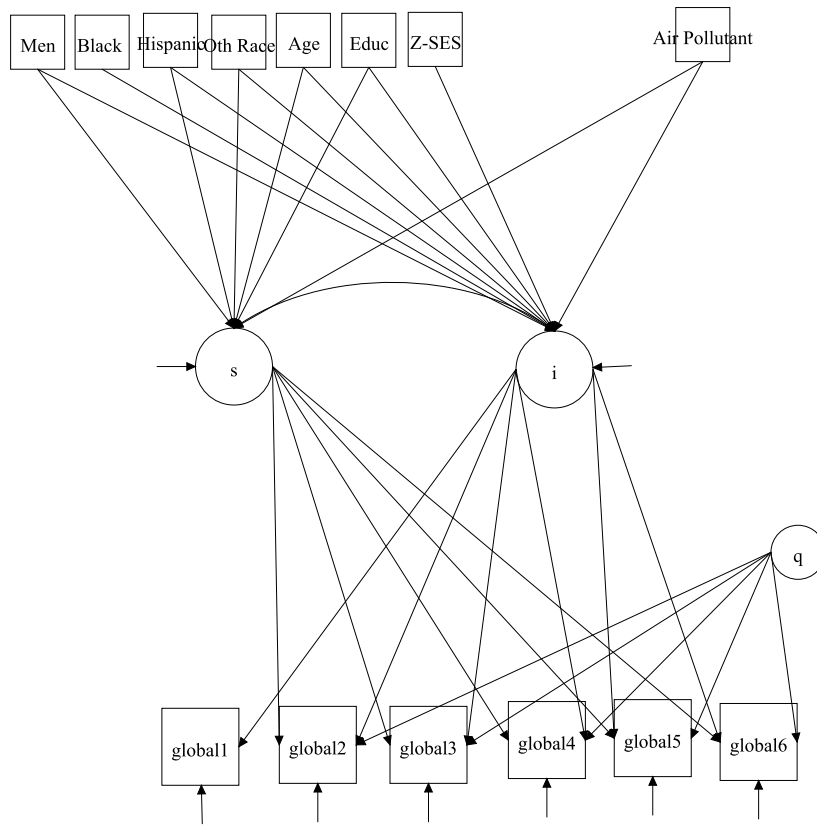 Men
Black
Hispanic
Oth Race
Age
Educ
Z-SES
Air Pollutant
s
i
q
global1
global2
global3
global4
global5
global6